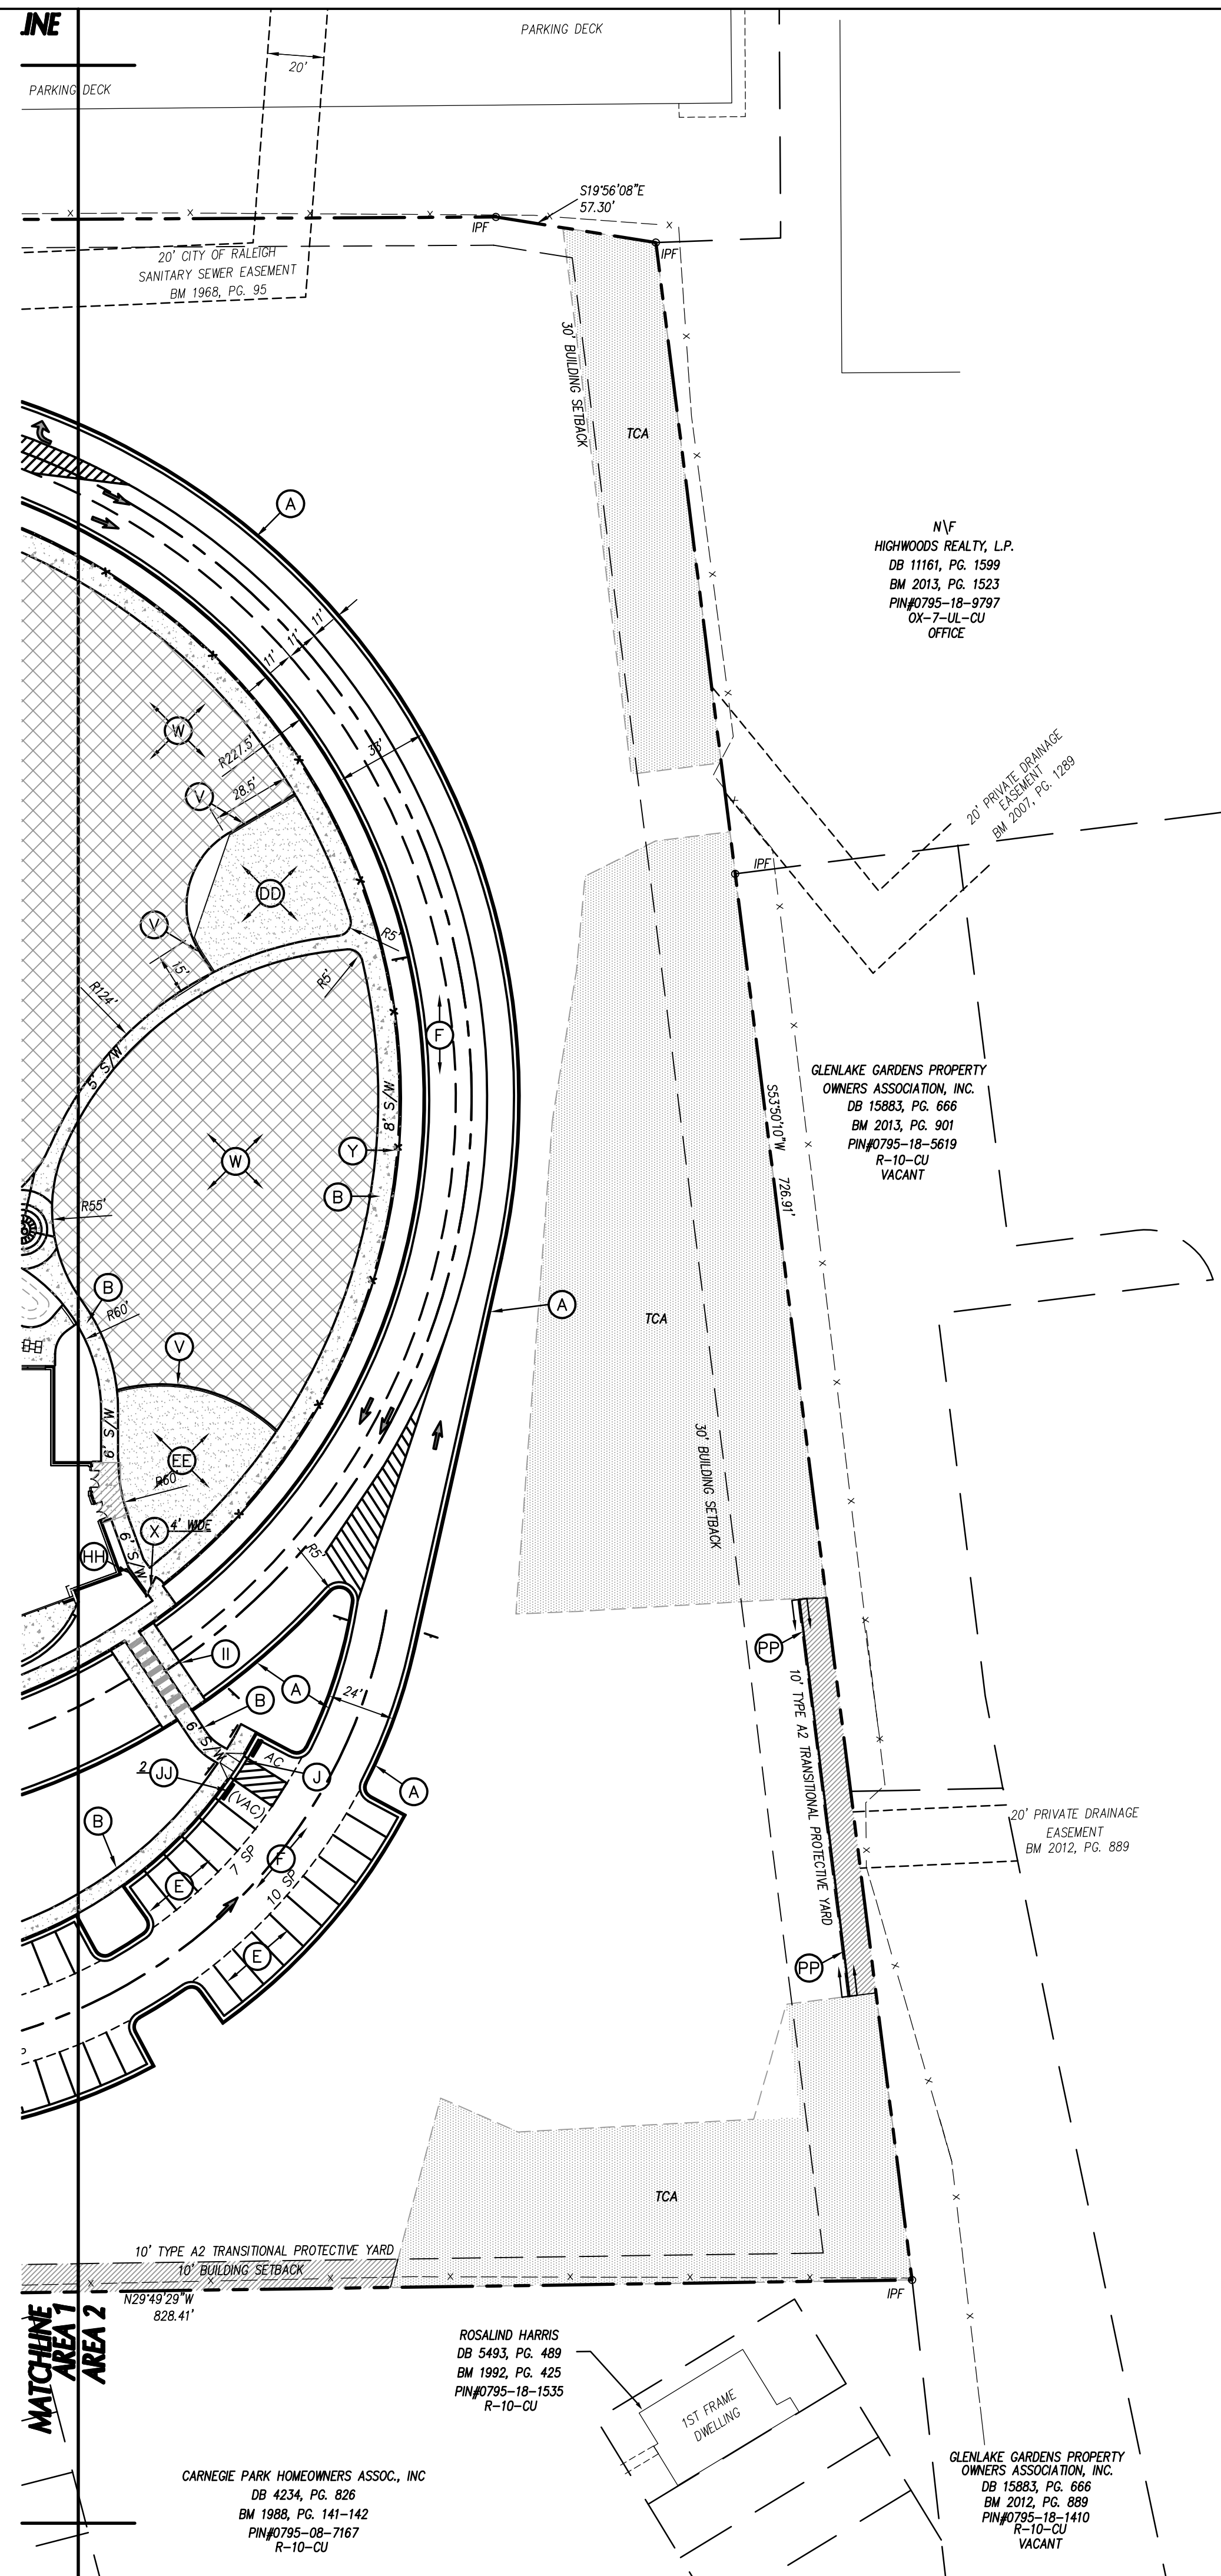 LINE
PARKING DECK
20'
PARKING DECK
S19°56'08"E
57.30'
IPF
IPF
20' CITY OF RALEIGH
SANITARY SEWER EASEMENT
BM 1968, PG. 95
30' BUILDING SETBACK
TCA
A
N\F
HIGHWOODS REALTY, L.P.
DB 11161, PG. 1599
BM 2013, PG. 1523
PIN#0795-18-9797
OX-7-UL-CU
OFFICE
11'
11'
11'
W
R227.5'
33'
28.5'
V
20' PRIVATE DRAINAGE
EASEMENT
BM 2007, PG. 1289
IPF
DD
V
R5'
15'
R5'
R124'
F
5' S/W
8' S/W
GLENLAKE GARDENS PROPERTY
OWNERS ASSOCIATION, INC.
DB 15883, PG. 666
BM 2013, PG. 901
PIN#0795-18-5619
R-10-CU
VACANT
S53°50'10"W 726.91'
Y
W
B
R55'
B
R60'
A
TCA
V
6' S/W
30' BUILDING SETBACK
EE
R60'
X
4' WIDE
6' S/W
HH
R5'
PP
II
A
B
24'
10' TYPE A2 TRANSITIONAL PROTECTIVE YARD
6' S/W
AC
J
2
JJ
(VAC)
A
B
7 SP
F
20' PRIVATE DRAINAGE
EASEMENT
BM 2012, PG. 889
E
10 SP
E
PP
P
TCA
10' TYPE A2 TRANSITIONAL PROTECTIVE YARD
10' BUILDING SETBACK
N29°49'29"W
828.41'
IPF
MATCHLINE
AREA 1
AREA 2
ROSALIND HARRIS
DB 5493, PG. 489
BM 1992, PG. 425
PIN#0795-18-1535
R-10-CU
1ST FRAME
DWELLING
CARNEGIE PARK HOMEOWNERS ASSOC., INC
DB 4234, PG. 826
BM 1988, PG. 141-142
PIN#0795-08-7167
R-10-CU
GLENLAKE GARDENS PROPERTY
OWNERS ASSOCIATION, INC.
DB 15883, PG. 666
BM 2012, PG. 889
PIN#0795-18-1410
R-10-CU
VACANT